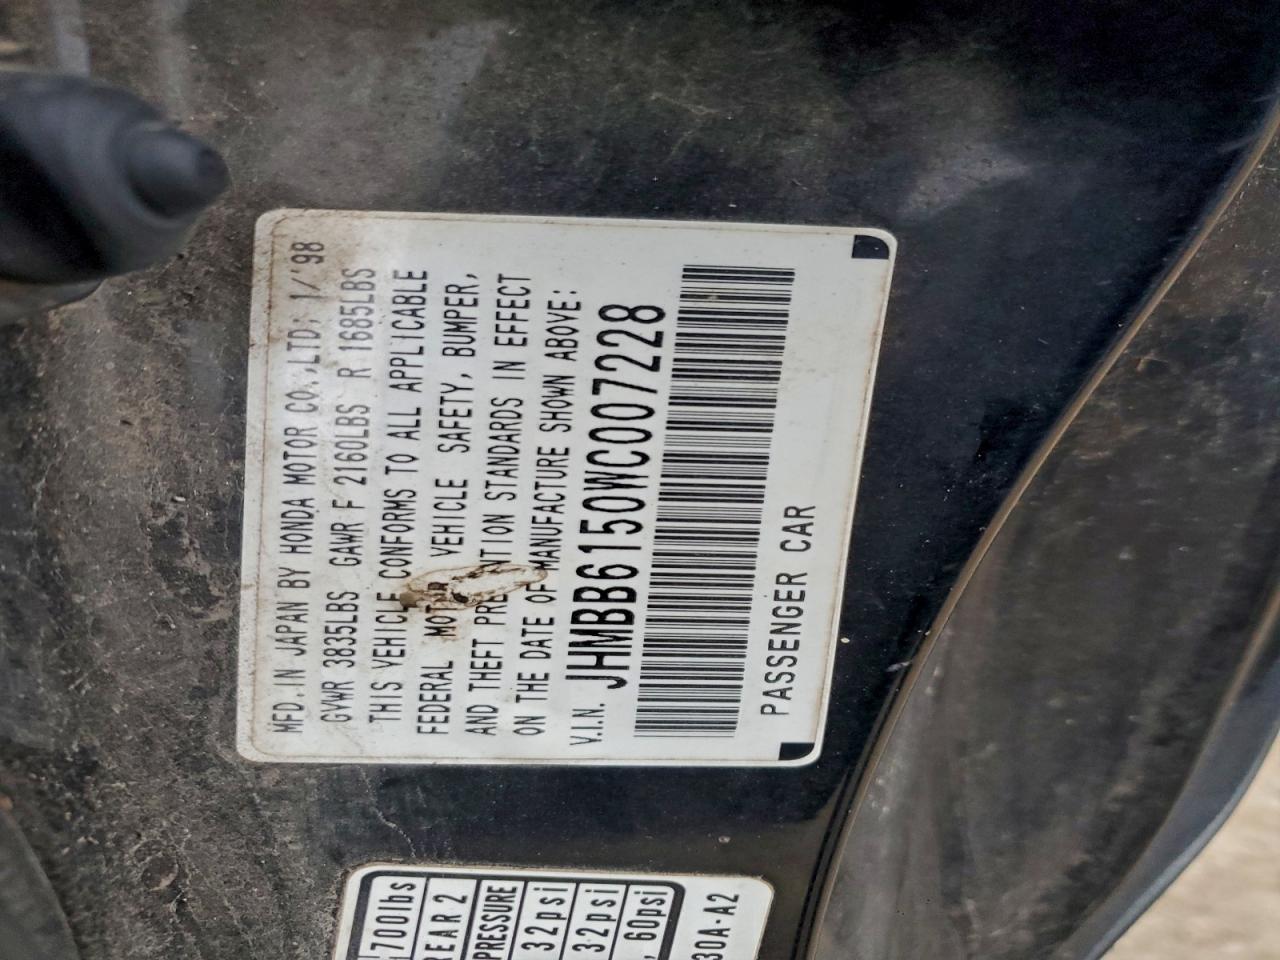 MFD. IN JAPAN BY HONDA MOTOR CO., LTD; 1/'98
GVWR 3835LBS GAWR F 2160LBS R 1685LBS
THIS VEHICLE CONFORMS TO ALL APPLICABLE
FEDERAL MOTOR VEHICLE SAFETY, BUMPER,
AND THEFT PREVENTION STANDARDS IN EFFECT
ON THE DATE OF MANUFACTURE SHOWN ABOVE:
V.I.N. JHMBB6150WC007228
PASSENGER CAR
700lbs
EAR 2
PRESSURE
32psi
32psi
, 60psi
30A-A2